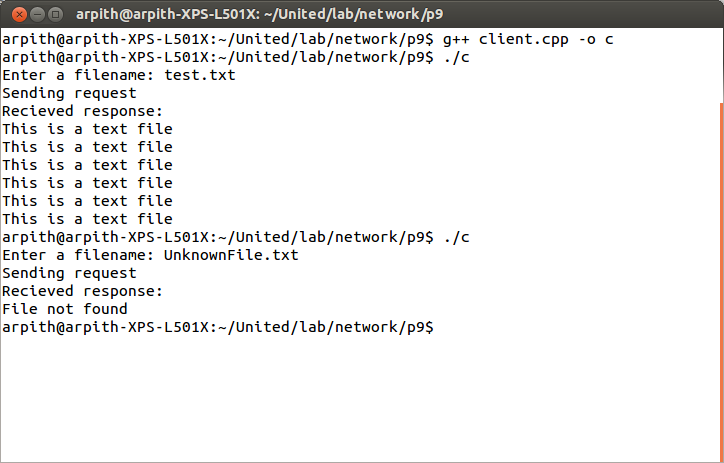 arpith@arpith-XPS-L501X: ~/United/lab/network/p9
arpith@arpith-XPS-L501X:~/United/lab/network/p9$ g++ client.cpp -o c
arpith@arpith-XPS-L501X:~/United/lab/network/p9$ ./c
Enter a filename: test.txt
Sending request
Recieved response:
This is a text file
This is a text file
This is a text file
This is a text file
This is a text file
This is a text file
arpith@arpith-XPS-L501X:~/United/lab/network/p9$ ./c
Enter a filename: UnknownFile.txt
Sending request
Recieved response:
File not found
arpith@arpith-XPS-L501X:~/United/lab/network/p9$